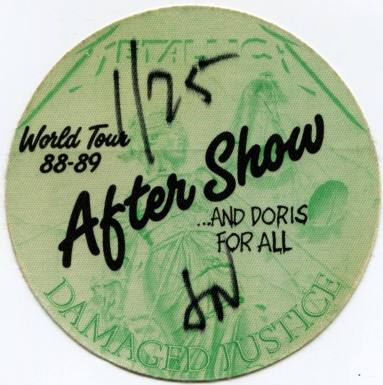 METALLICA
1/25
World Tour
88-89
After Show
...AND DORIS
FOR ALL
DAMAGED JUSTICE